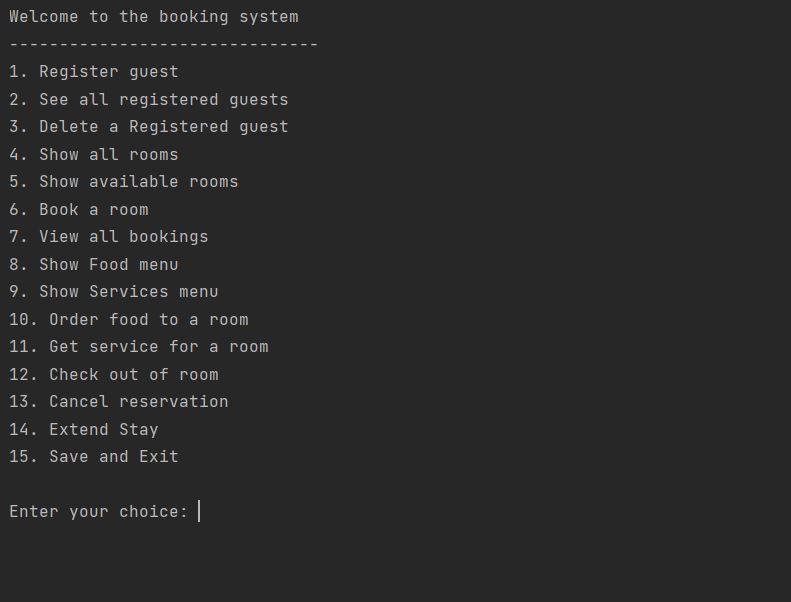 Welcome to the booking system
-------------------------------
1. Register guest
2. See all registered guests
3. Delete a Registered guest
4. Show all rooms
5. Show available rooms
6. Book a room
7. View all bookings
8. Show Food menu
9. Show Services menu
10. Order food to a room
11. Get service for a room
12. Check out of room
13. Cancel reservation
14. Extend Stay
15. Save and Exit
Enter your choice: